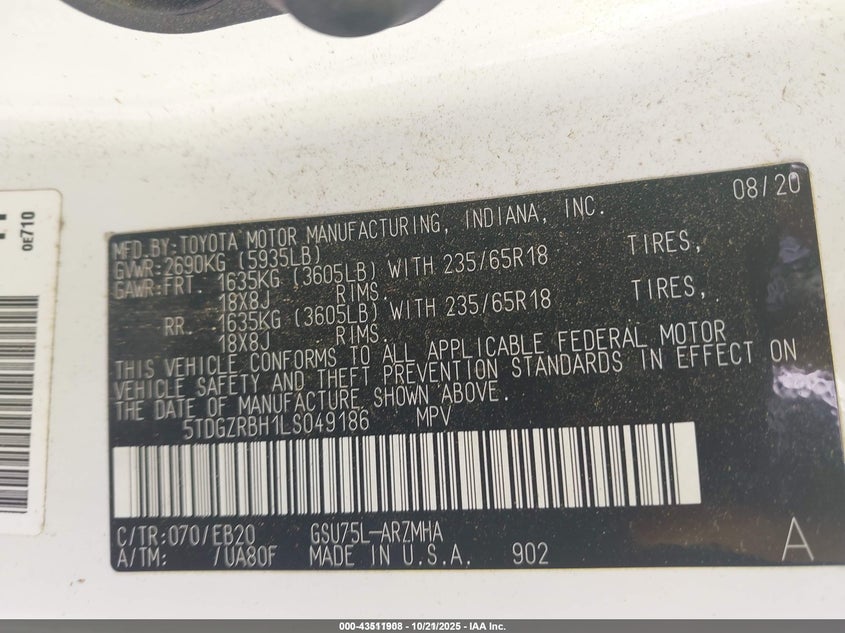 08/20
MFD.BY:TOYOTA MOTOR MANUFACTURING, INDIANA, INC.
GVWR:2690KG (5935LB)
GAWR:FRT. 1635KG (3605LB) WITH 235/65R18 TIRES,
18X8J RIMS.
RR. 1635KG (3605LB) WITH 235/65R18 TIRES,
18X8J RIMS.
THIS VEHICLE CONFORMS TO ALL APPLICABLE FEDERAL MOTOR
VEHICLE SAFETY AND THEFT PREVENTION STANDARDS IN EFFECT ON
THE DATE OF MANUFACTURE SHOWN ABOVE.
5TDGZRBH1LS049186 MPV
C/TR:070/EB20 GSU75L-ARZMHA
A/TM: /UA80F MADE IN U.S.A. 902
A
0E710
000-43511908 - 10/21/2025 - IAA Inc.